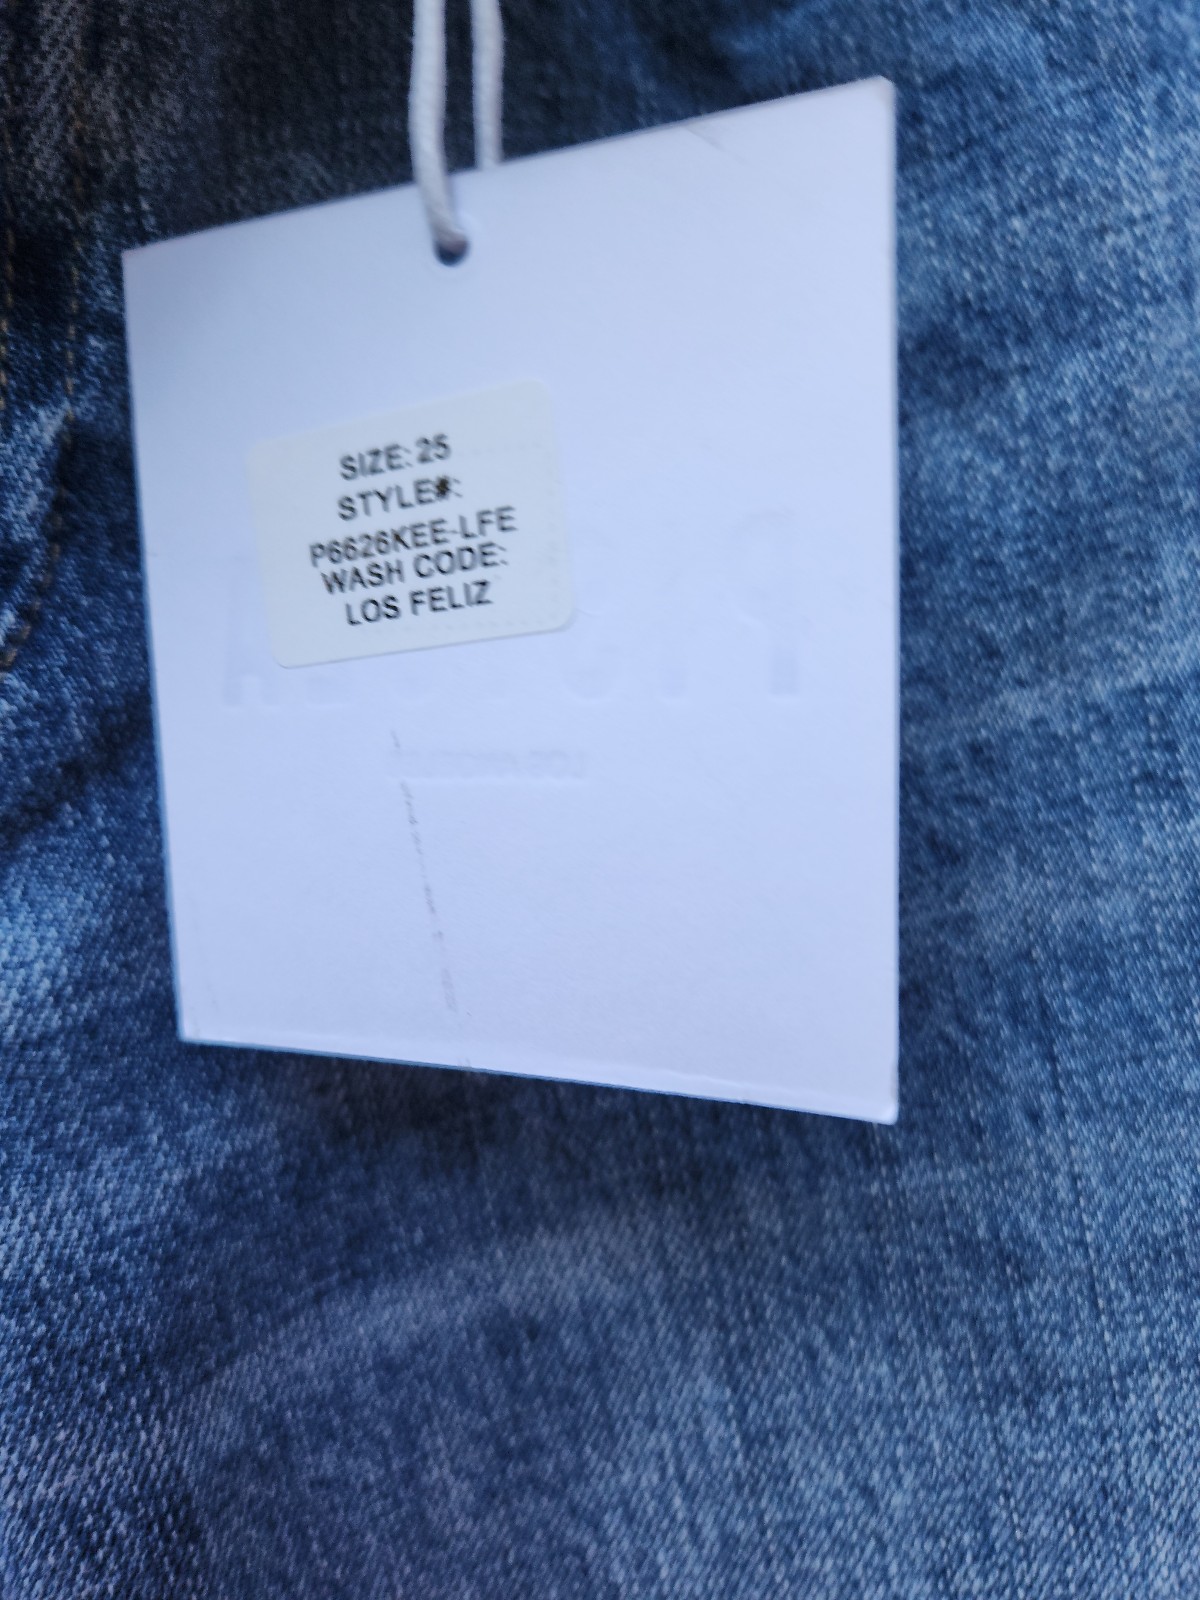 SIZE: 25
STYLE#:
P6626KEE-LFE
WASH CODE:
LOS FELIZ